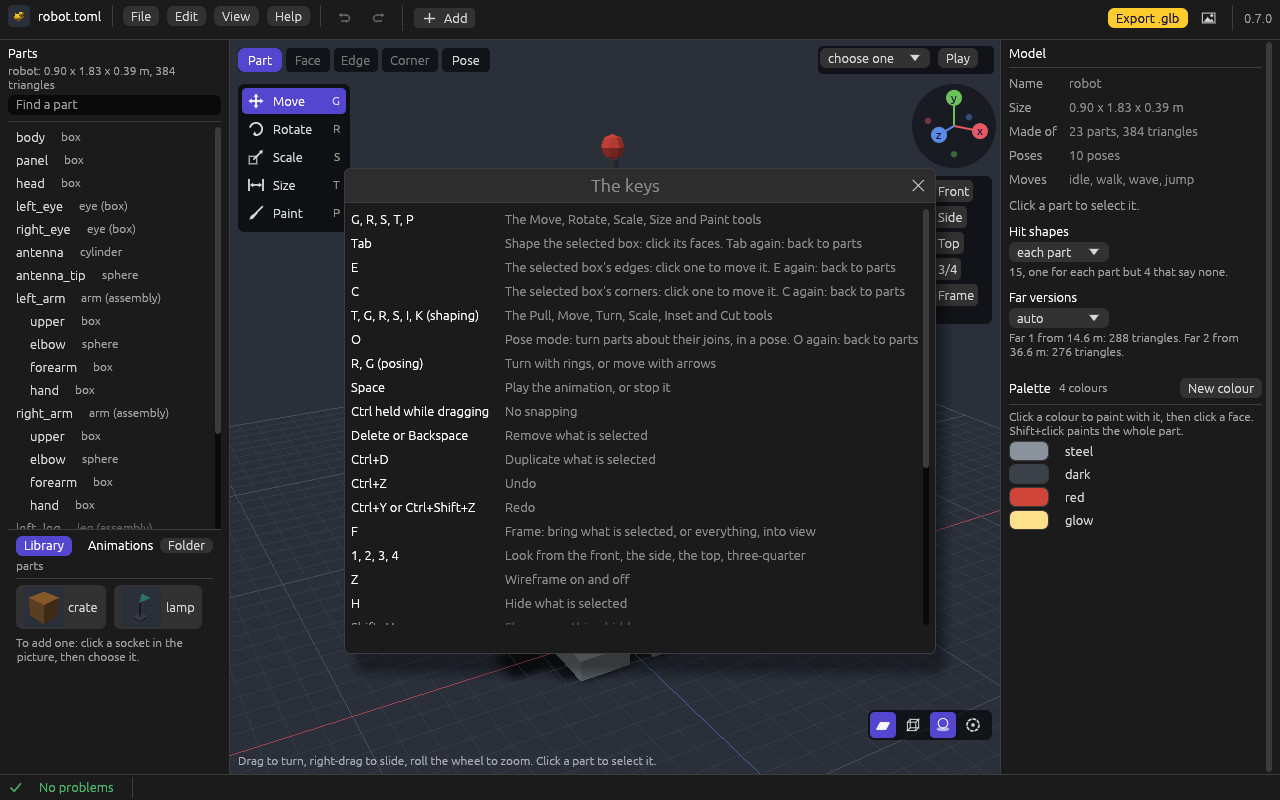 robot.toml File Edit View Help + Add Export .glb 0.7.0
Parts
robot: 0.90 x 1.83 x 0.39 m, 384
triangles
Find a part
body box
panel box
head box
left_eye eye (box)
right_eye eye (box)
antenna cylinder
antenna_tip sphere
left_arm arm (assembly)
upper box
elbow sphere
forearm box
hand box
right_arm arm (assembly)
upper box
elbow sphere
forearm box
hand box
left_leg leg (assembly)
Library Animations Folder
parts
crate lamp
To add one: click a socket in the
picture, then choose it.
Part Face Edge Corner Pose
choose one Play
Move G
Rotate R
Scale S
Size T
Paint P
y
x
z
Front
Side
Top
3/4
Frame
The keys
G, R, S, T, P The Move, Rotate, Scale, Size and Paint tools
Tab Shape the selected box: click its faces. Tab again: back to parts
E The selected box's edges: click one to move it. E again: back to parts
C The selected box's corners: click one to move it. C again: back to parts
T, G, R, S, I, K (shaping) The Pull, Move, Turn, Scale, Inset and Cut tools
O Pose mode: turn parts about their joins, in a pose. O again: back to parts
R, G (posing) Turn with rings, or move with arrows
Space Play the animation, or stop it
Ctrl held while dragging No snapping
Delete or Backspace Remove what is selected
Ctrl+D Duplicate what is selected
Ctrl+Z Undo
Ctrl+Y or Ctrl+Shift+Z Redo
F Frame: bring what is selected, or everything, into view
1, 2, 3, 4 Look from the front, the side, the top, three-quarter
Z Wireframe on and off
H Hide what is selected
Drag to turn, right-drag to slide, roll the wheel to zoom. Click a part to select it.
Model
Name robot
Size 0.90 x 1.83 x 0.39 m
Made of 23 parts, 384 triangles
Poses 10 poses
Moves idle, walk, wave, jump
Click a part to select it.
Hit shapes
each part
15, one for each part but 4 that say none.
Far versions
auto
Far 1 from 14.6 m: 288 triangles. Far 2 from
36.6 m: 276 triangles.
Palette 4 colours New colour
Click a colour to paint with it, then click a face.
Shift+click paints the whole part.
steel
dark
red
glow
No problems